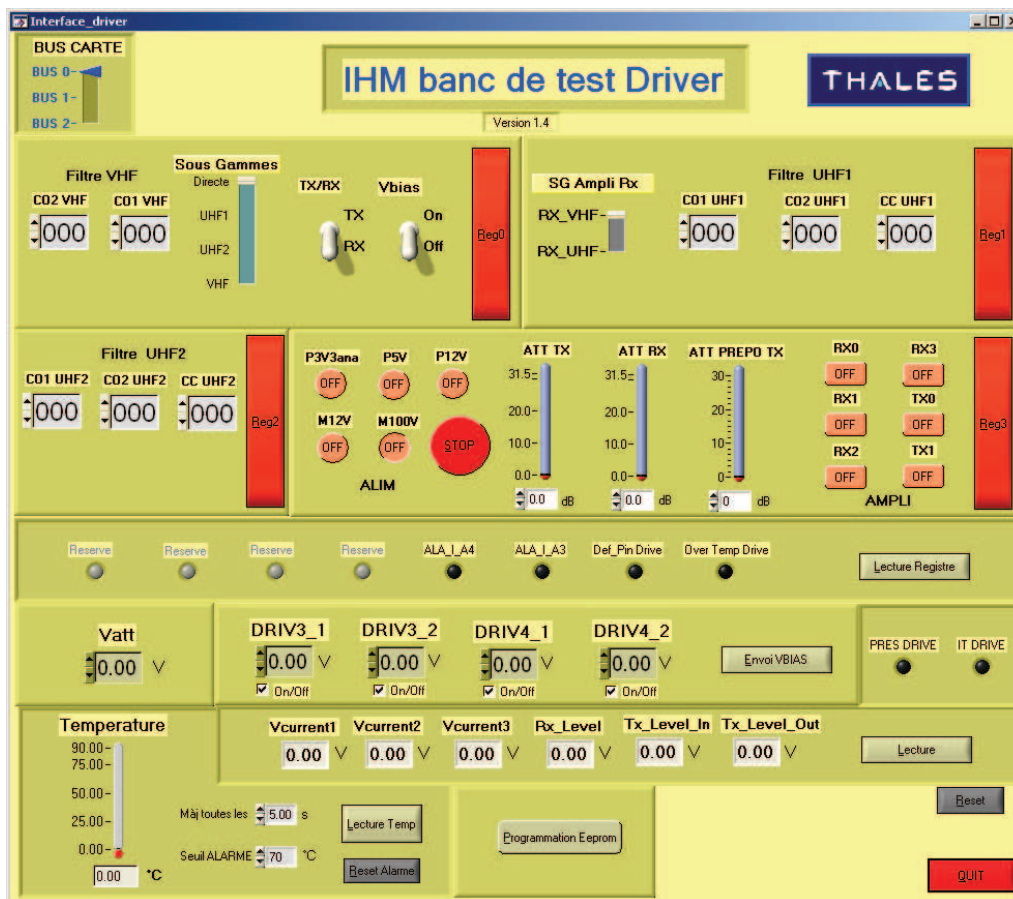 Interface_driver
BUS CARTE
BUS 0
BUS 1
BUS 2
IHM banc de test Driver
THALES
Version 1.4
Filtre VHF
CO2 VHF
CO1 VHF
000
000
Sous Gammes
Directe
UHF1
UHF2
VHF
TX/RX
TX
RX
Vbias
On
Off
Reg0
SG Ampli Rx
RX_VHF
RX_UHF
Filtre UHF1
CO1 UHF1
CO2 UHF1
CC UHF1
000
000
000
Reg1
Filtre UHF2
CO1 UHF2
CO2 UHF2
CC UHF2
000
000
000
Reg2
P3V3ana
P5V
P12V
OFF
OFF
OFF
M12V
M100V
OFF
OFF
STOP
ALIM
ATT TX
31.5
20.0
10.0
0.0
0.0 dB
ATT RX
31.5
20.0
10.0
0.0
0.0 dB
ATT PREPO TX
30
20
10
0
0 dB
RX0
RX3
OFF
OFF
RX1
TX0
OFF
OFF
RX2
TX1
OFF
OFF
AMPLI
Reg3
Reserve
Reserve
Reserve
Reserve
ALA_I_A4
ALA_I_A3
Def_Pin Drive
Over Temp Drive
Lecture Registre
Vatt
0.00 V
DRIV3_1
DRIV3_2
DRIV4_1
DRIV4_2
0.00 V
0.00 V
0.00 V
0.00 V
On/Off
On/Off
On/Off
On/Off
Envoi VBIAS
PRES DRIVE
IT DRIVE
Temperature
90.00
75.00
50.00
25.00
0.00
0.00 °C
Vcurrent1
Vcurrent2
Vcurrent3
Rx_Level
Tx_Level_In
Tx_Level_Out
0.00 V
0.00 V
0.00 V
0.00 V
0.00 V
0.00 V
Lecture
Màj toutes les 5.00 s
Seuil ALARME 70 °C
Lecture Temp
Reset Alarme
Programmation Eeprom
Reset
QUIT